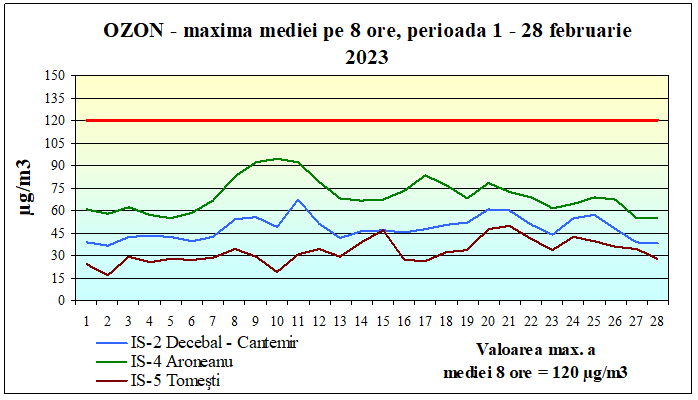 OZON - maxima mediei pe 8 ore, perioada 1 - 28 februarie
2023
µg/m3
150
135
120
105
90
75
60
45
30
15
0
1 2 3 4 5 6 7 8 9 10 11 12 13 14 15 16 17 18 19 20 21 22 23 24 25 26 27 28
IS-2 Decebal - Cantemir
IS-4 Aroneanu
IS-5 Tomeşti
Valoarea max. a
mediei 8 ore = 120 µg/m3